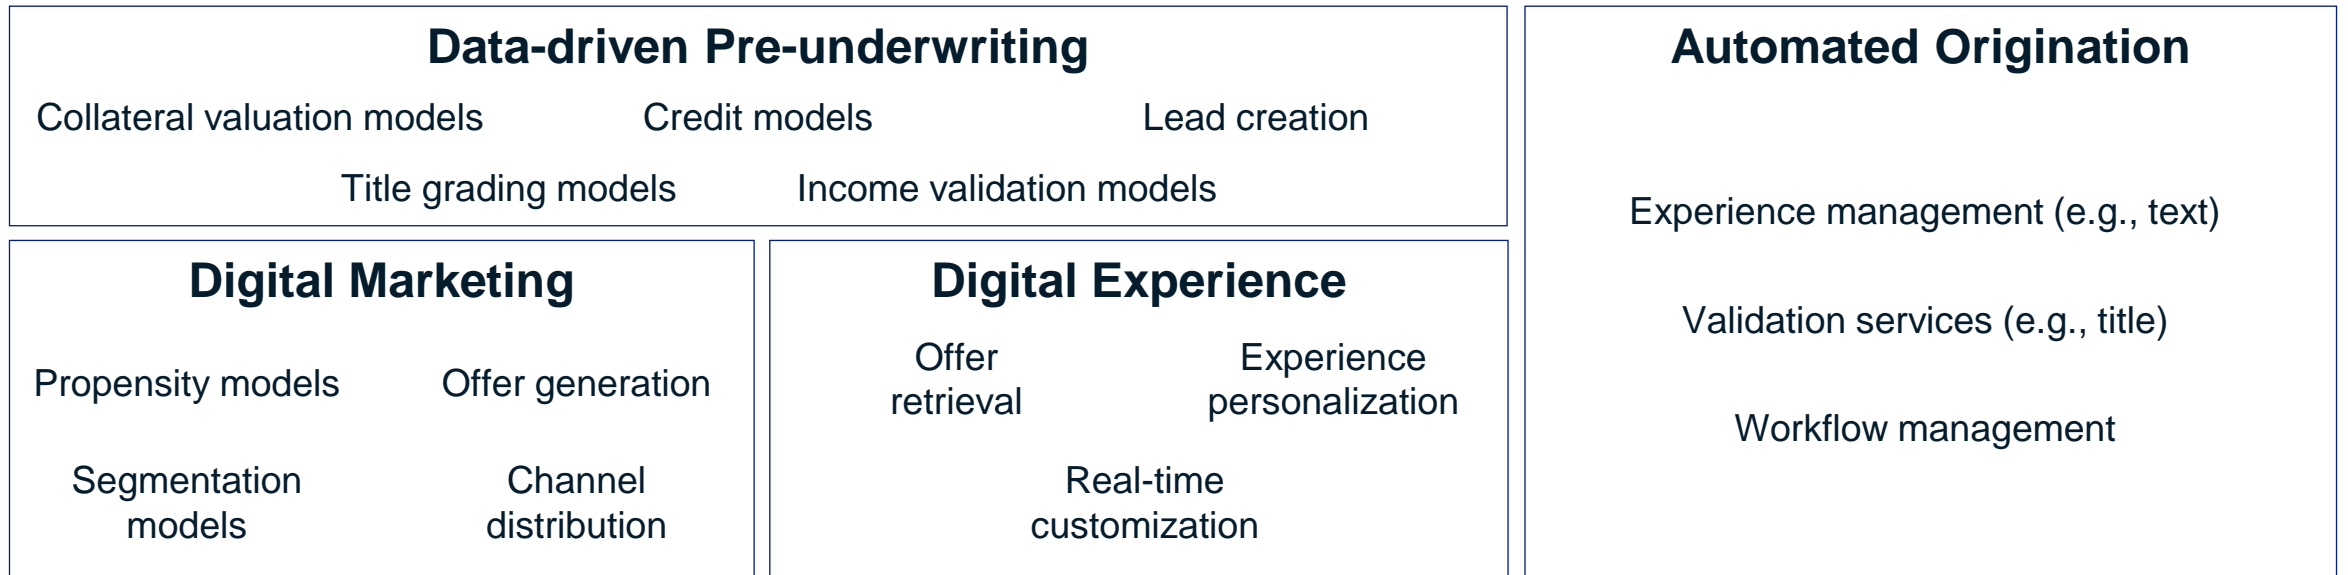 Data-driven Pre-underwriting
Collateral valuation models
Credit models
Lead creation
Title grading models
Income validation models
Digital Marketing
Propensity models
Offer generation
Segmentation
models
Channel
distribution
Digital Experience
Offer
retrieval
Experience
personalization
Real-time
customization
Automated Origination
Experience management (e.g., text)
Validation services (e.g., title)
Workflow management